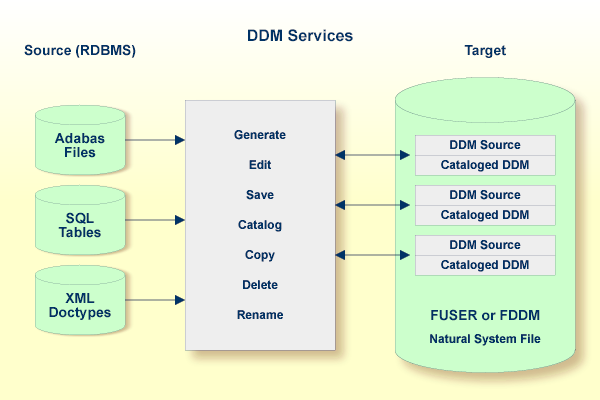 DDM Services
Source (RDBMS)
Target
Adabas
Files
SQL
Tables
XML
Doctypes
Generate
Edit
Save
Catalog
Copy
Delete
Rename
DDM Source
Cataloged DDM
DDM Source
Cataloged DDM
DDM Source
Cataloged DDM
FUSER or FDDM
Natural System File